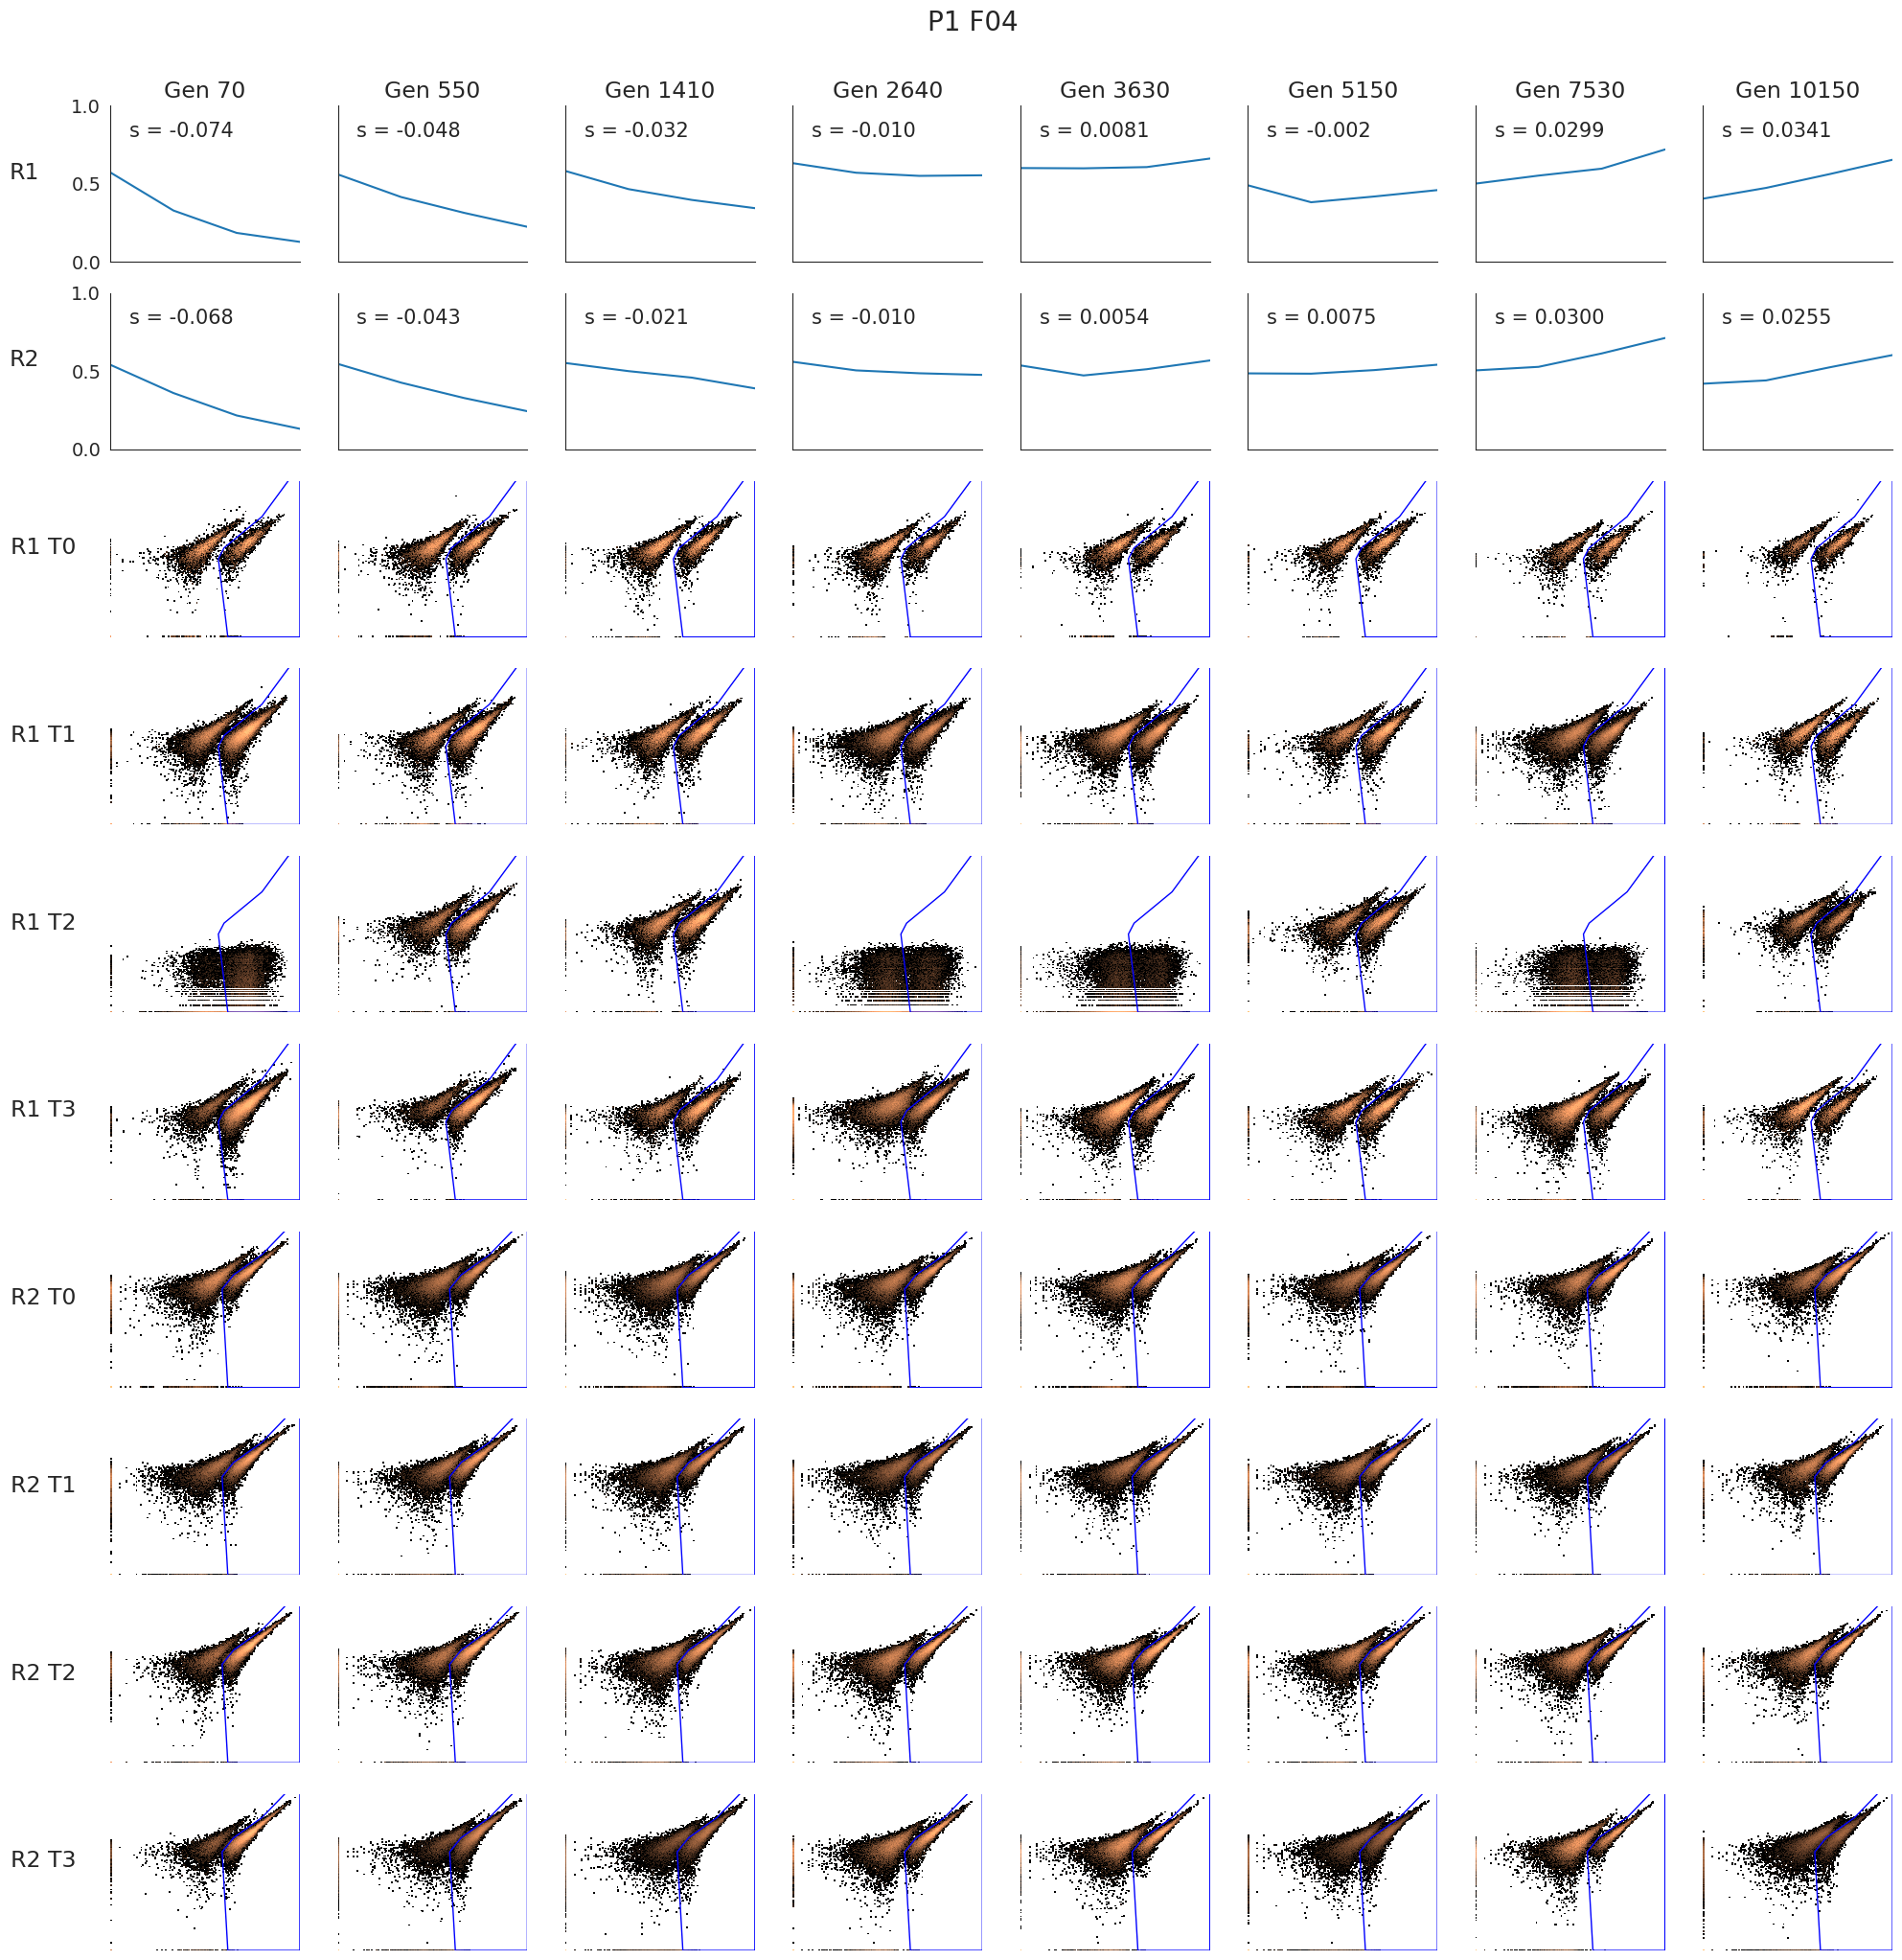 P1 F04
Gen 70 Gen 550 Gen 1410 Gen 2640 Gen 3630 Gen 5150 Gen 7530 Gen 10150
1.0
s = -0.074 s = -0.048 s = -0.032 s = -0.010 s = 0.0081 s = -0.002 s = 0.0299 s = 0.0341
R1
0.5
0.0
1.0
s = -0.068 s = -0.043 s = -0.021 s = -0.010 s = 0.0054 s = 0.0075 s = 0.0300 s = 0.0255
R2
0.5
0.0
R1 T0
R1 T1
R1 T2
R1 T3
R2 T0
R2 T1
R2 T2
R2 T3